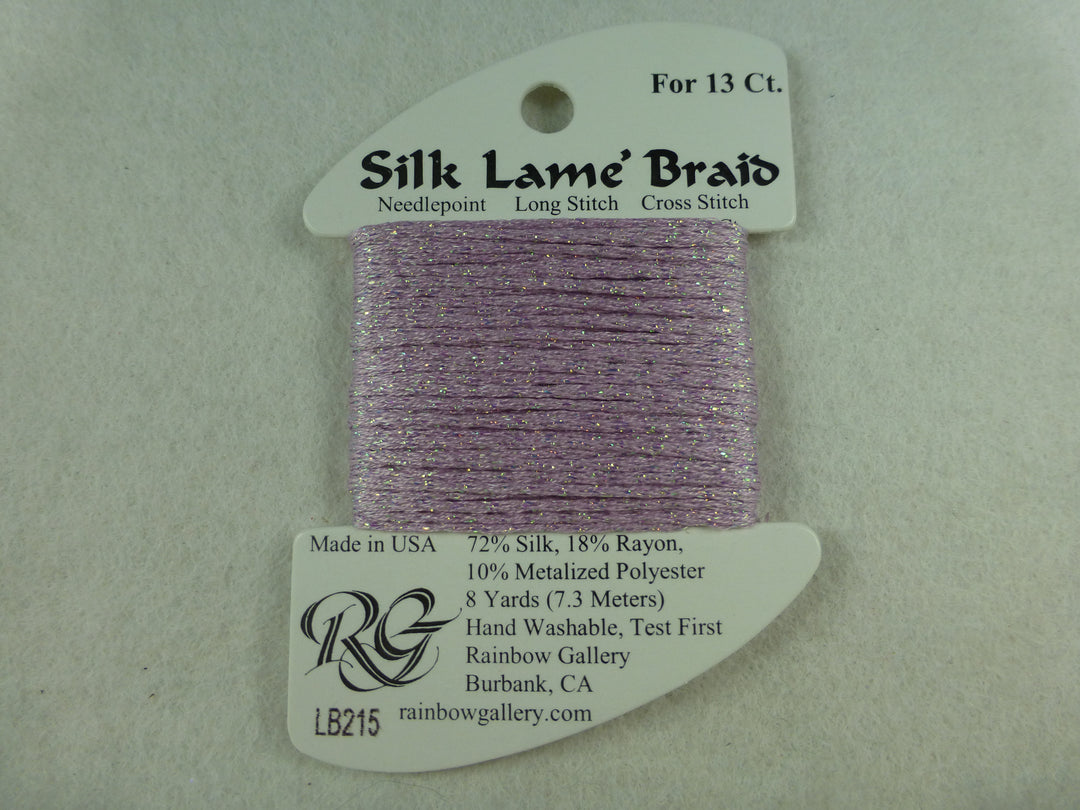 For 13 Ct.
Silk Lame' Braid
Needlepoint Long Stitch Cross Stitch
Made in USA
72% Silk, 18% Rayon,
10% Metalized Polyester
8 Yards (7.3 Meters)
Hand Washable, Test First
Rainbow Gallery
Burbank, CA
rainbowgallery.com
RG
LB215